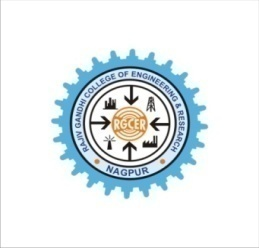 RAJIV GANDHI COLLEGE OF ENGINEERING & RESEARCH
RGCER
NAGPUR